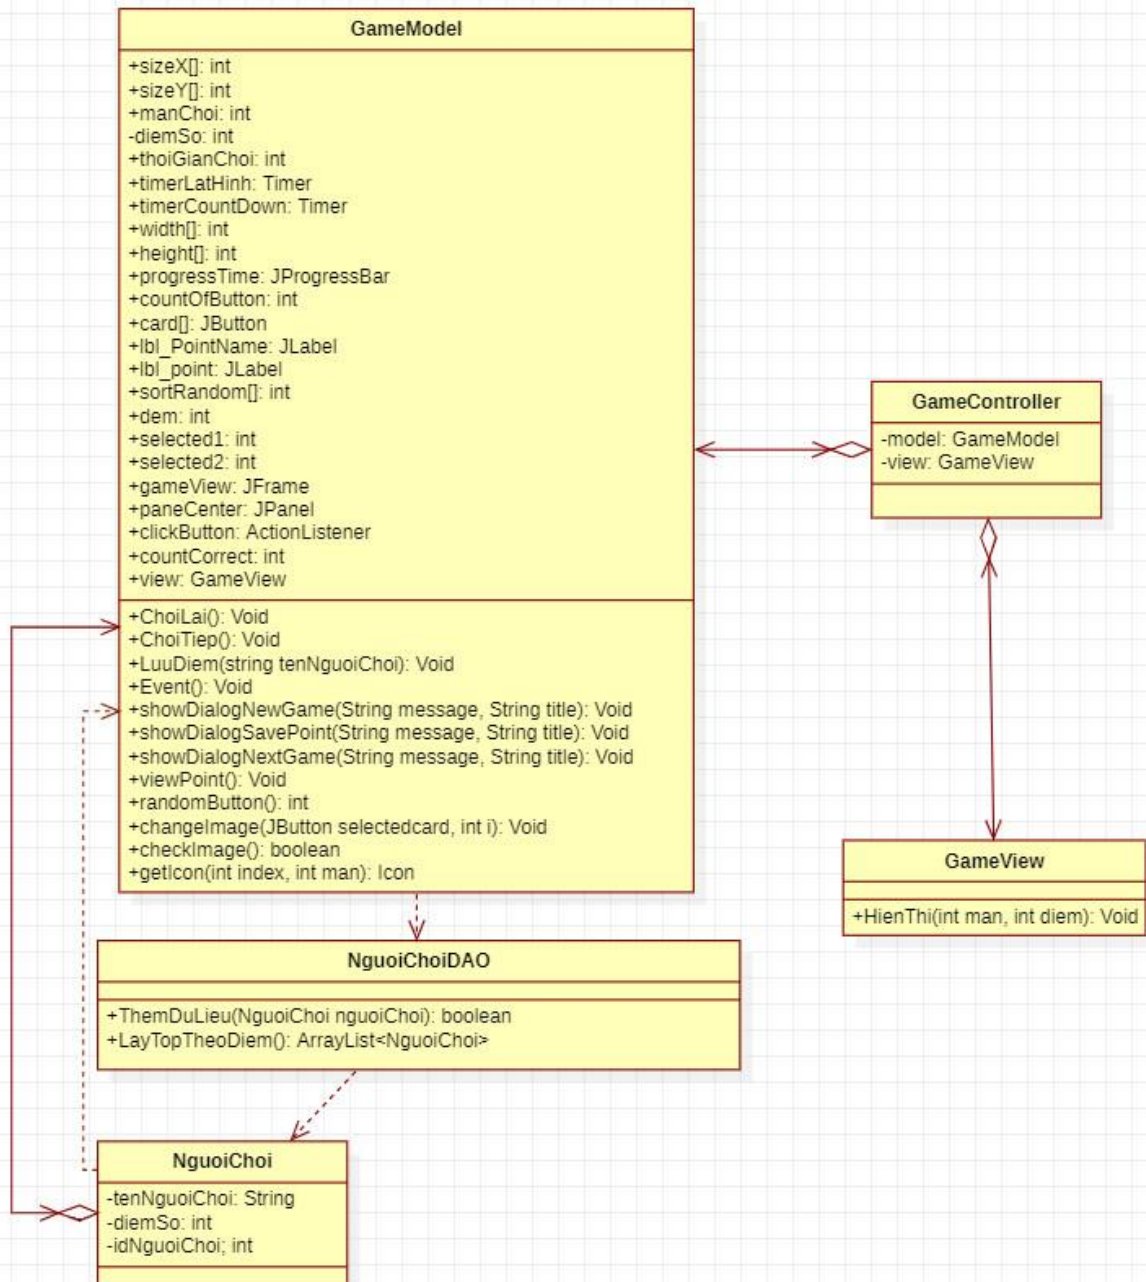 GameModel
+sizeX[]: int
+sizeY[]: int
+manChoi: int
-diemSo: int
+thoiGianChoi: int
+timerLatHinh: Timer
+timerCountDown: Timer
+width[]: int
+height[]: int
+progressTime: JProgressBar
+countOfButton: int
+card[]: JButton
+lbl_PointName: JLabel
+lbl_point: JLabel
+sortRandom[]: int
+dem: int
+selected1: int
+selected2: int
+gameView: JFrame
+paneCenter: JPanel
+clickButton: ActionListener
+countCorrect: int
+view: GameView
+ChoiLai(): Void
+ChoiTiep(): Void
+LuuDiem(string tenNguoiChoi): Void
+Event(): Void
+showDialogNewGame(String message, String title): Void
+showDialogSavePoint(String message, String title): Void
+showDialogNextGame(String message, String title): Void
+viewPoint(): Void
+randomButton(): int
+changeImage(JButton selectedcard, int i): Void
+checkImage(): boolean
+getIcon(int index, int man): Icon
GameController
-model: GameModel
-view: GameView
GameView
+HienThi(int man, int diem): Void
NguoiChoiDAO
+ThemDuLieu(NguoiChoi nguoiChoi): boolean
+LayTopTheoDiem(): ArrayList<NguoiChoi>
NguoiChoi
-tenNguoiChoi: String
-diemSo: int
-idNguoiChoi; int